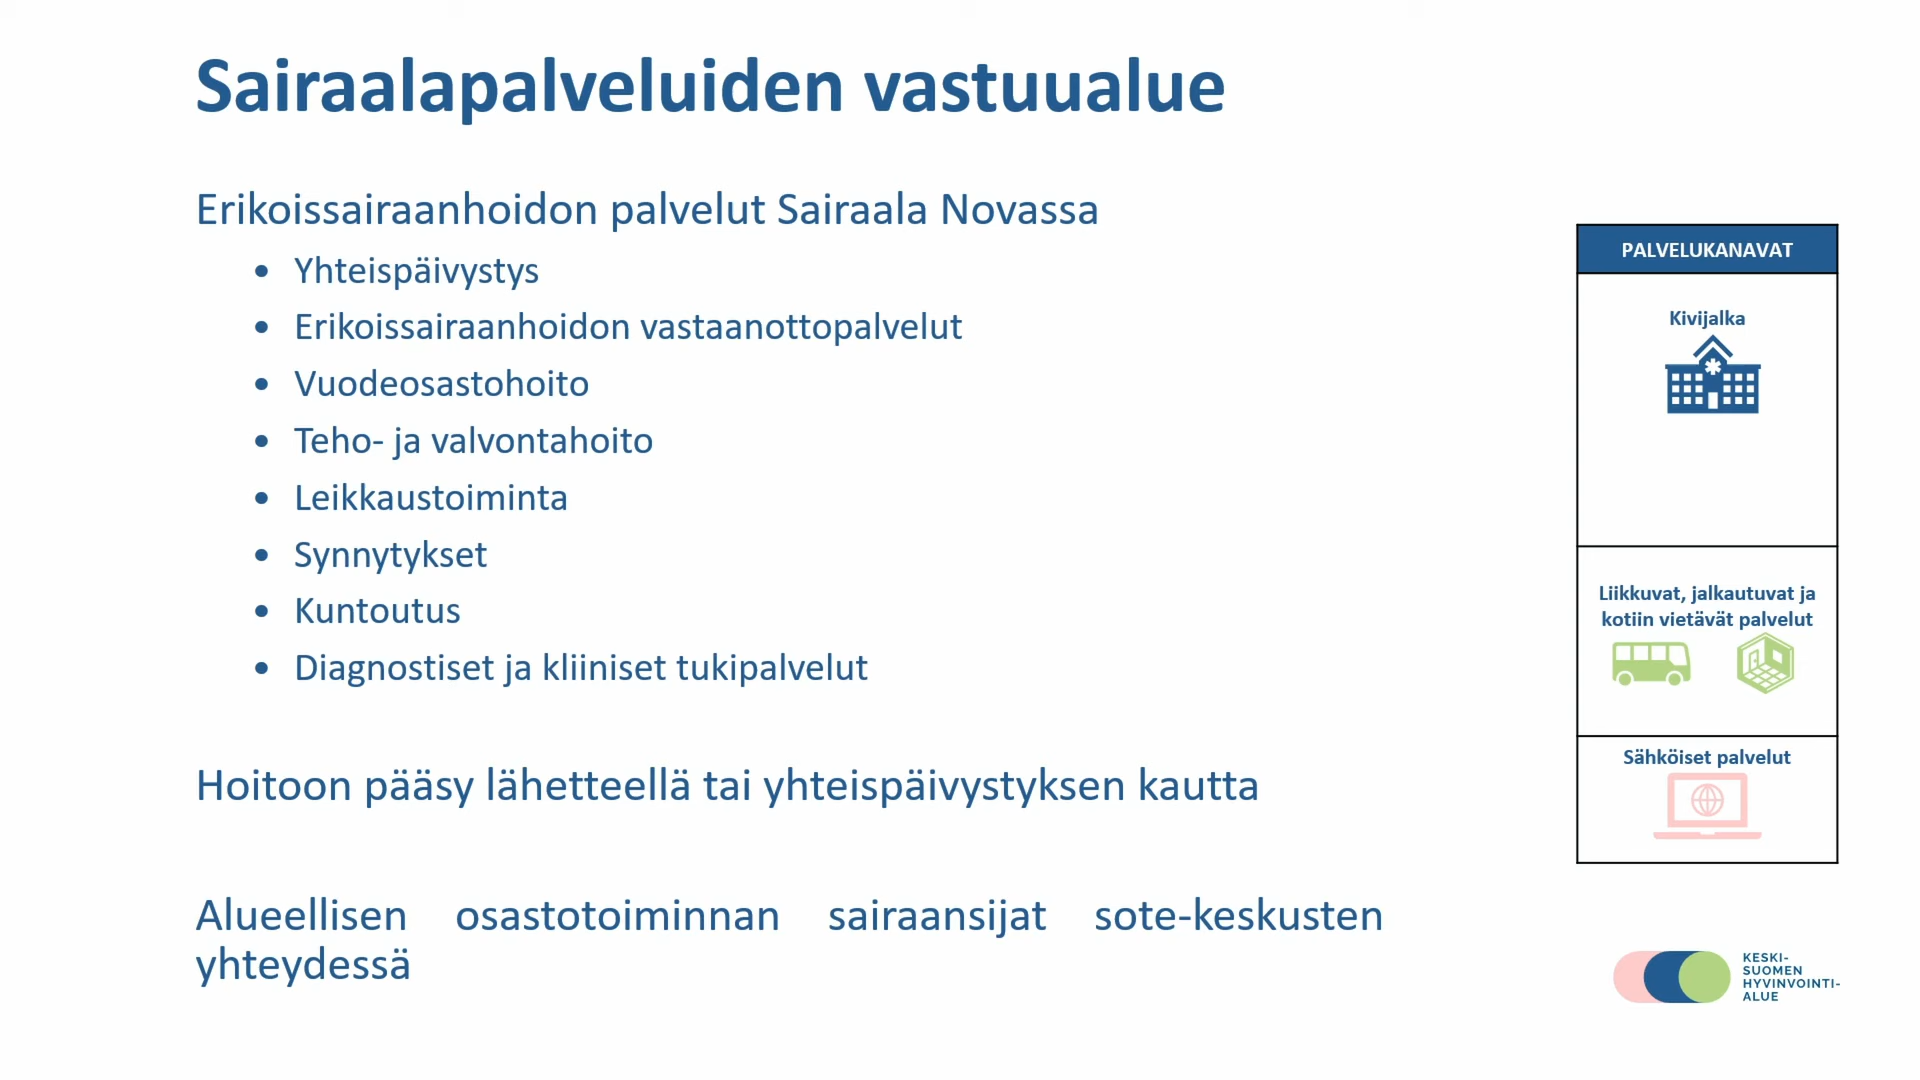 Sairaalapalveluiden vastuualue
Erikoissairaanhoidon palvelut Sairaala Novassa
• Yhteispäivystys
• Erikoissairaanhoidon vastaanottopalvelut
• Vuodeosastohoito
• Teho- ja valvontahoito
• Leikkaustoiminta
• Synnytykset
• Kuntoutus
• Diagnostiset ja kliiniset tukipalvelut
Hoitoon pääsy lähetteellä tai yhteispäivystyksen kautta
Alueellisen osastotoiminnan sairaansijat sote-keskusten
yhteydessä
PALVELUKANAVAT
Kivijalka
Liikkuvat, jalkautuvat ja
kotiin vietävät palvelut
Sähköiset palvelut
KESKI-
SUOMEN
HYVINVOINTI-
ALUE